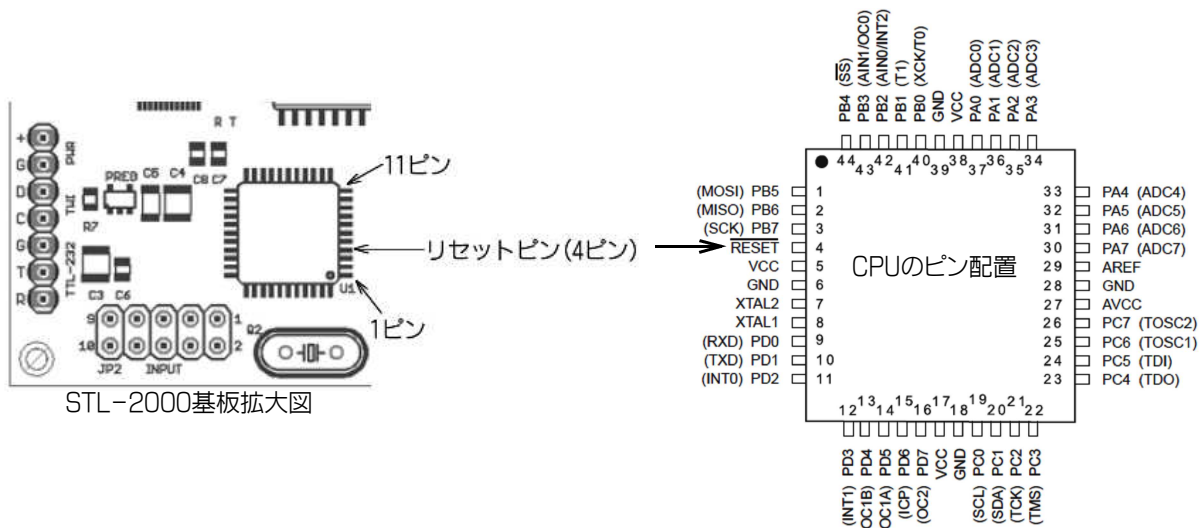 +
G
D
C
G
T
R
PWR
TWI
TTL-232
PREG
C5
C4
R T
C8
C7
R7
C3
C6
U1
Q2
9
10
1
2
JP2
INPUT
11ピン
リセットピン(4ピン)
1ピン
STL-2000基板拡大図
PB4 (SS)
PB3 (AIN1/OC0)
PB2 (AIN0/INT2)
PB1 (T1)
PB0 (XCK/T0)
GND
VCC
PA0 (ADC0)
PA1 (ADC1)
PA2 (ADC2)
PA3 (ADC3)
44
43
42
41
40
39
38
37
36
35
34
(MOSI) PB5 1
(MISO) PB6 2
(SCK) PB7 3
RESET 4
VCC 5
GND 6
XTAL2 7
XTAL1 8
(RXD) PD0 9
(TXD) PD1 10
(INT0) PD2 11
CPUのピン配置
33 PA4 (ADC4)
32 PA5 (ADC5)
31 PA6 (ADC6)
30 PA7 (ADC7)
29 AREF
28 GND
27 AVCC
26 PC7 (TOSC2)
25 PC6 (TOSC1)
24 PC5 (TDI)
23 PC4 (TDO)
12
13
14
15
16
17
18
19
20
21
22
(INT1) PD3
OC1B) PD4
OC1A) PD5
(ICP) PD6
(OC2) PD7
VCC
GND
(SCL) PC0
(SDA) PC1
(TCK) PC2
(TMS) PC3